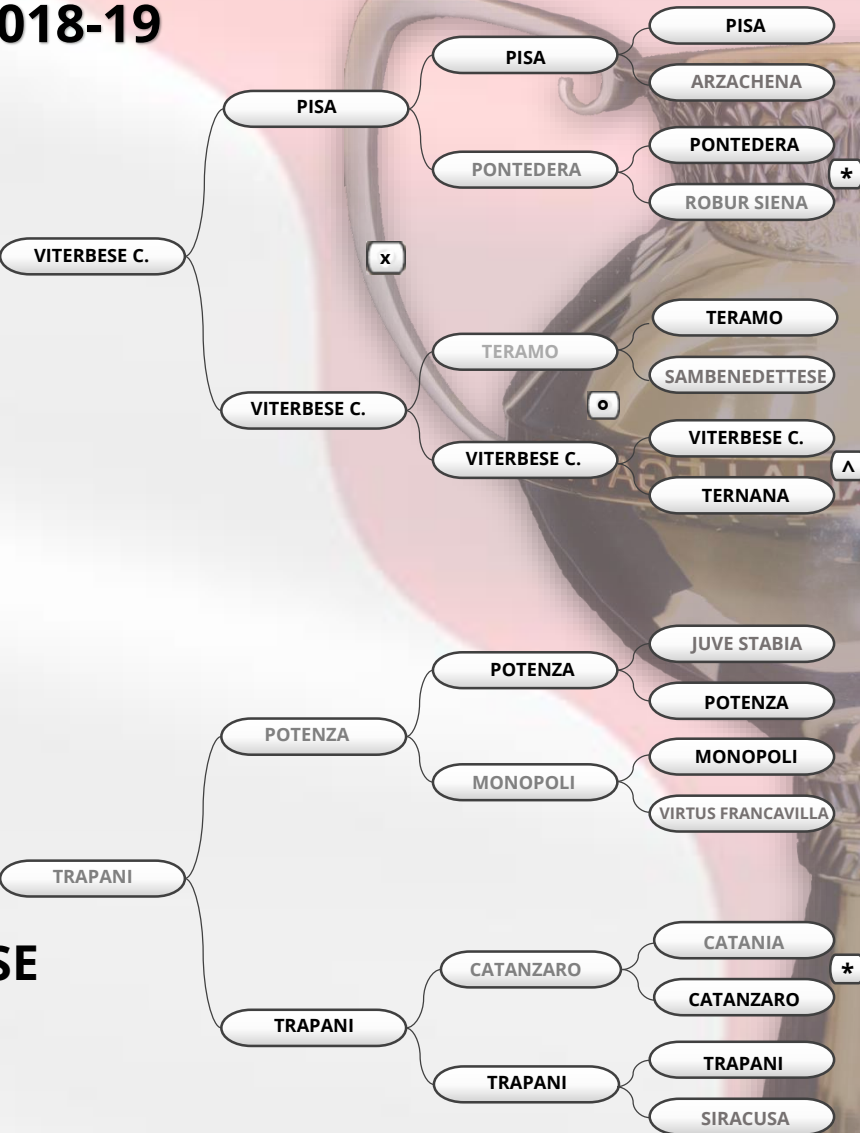 018-19
PISA
PISA
ARZACHENA
PISA
PONTEDERA
PONTEDERA
*
ROBUR SIENA
VITERBESE C.
x
TERAMO
TERAMO
SAMBENEDETTESE
o
VITERBESE C.
VITERBESE C.
VITERBESE C.
^
TERNANA
JUVE STABIA
POTENZA
POTENZA
POTENZA
MONOPOLI
MONOPOLI
VIRTUS FRANCAVILLA
TRAPANI
CATANIA
SE
CATANZARO
*
CATANZARO
TRAPANI
TRAPANI
TRAPANI
SIRACUSA